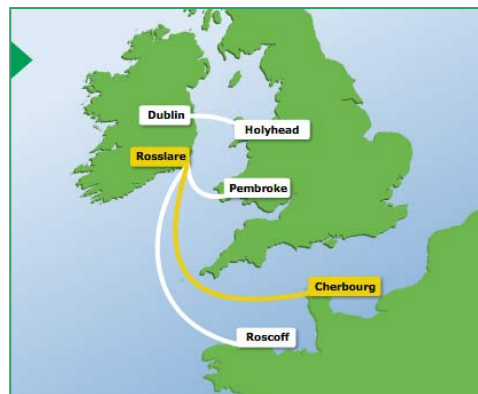 Dublin
Holyhead
Rosslare
Pembroke
Cherbourg
Roscoff